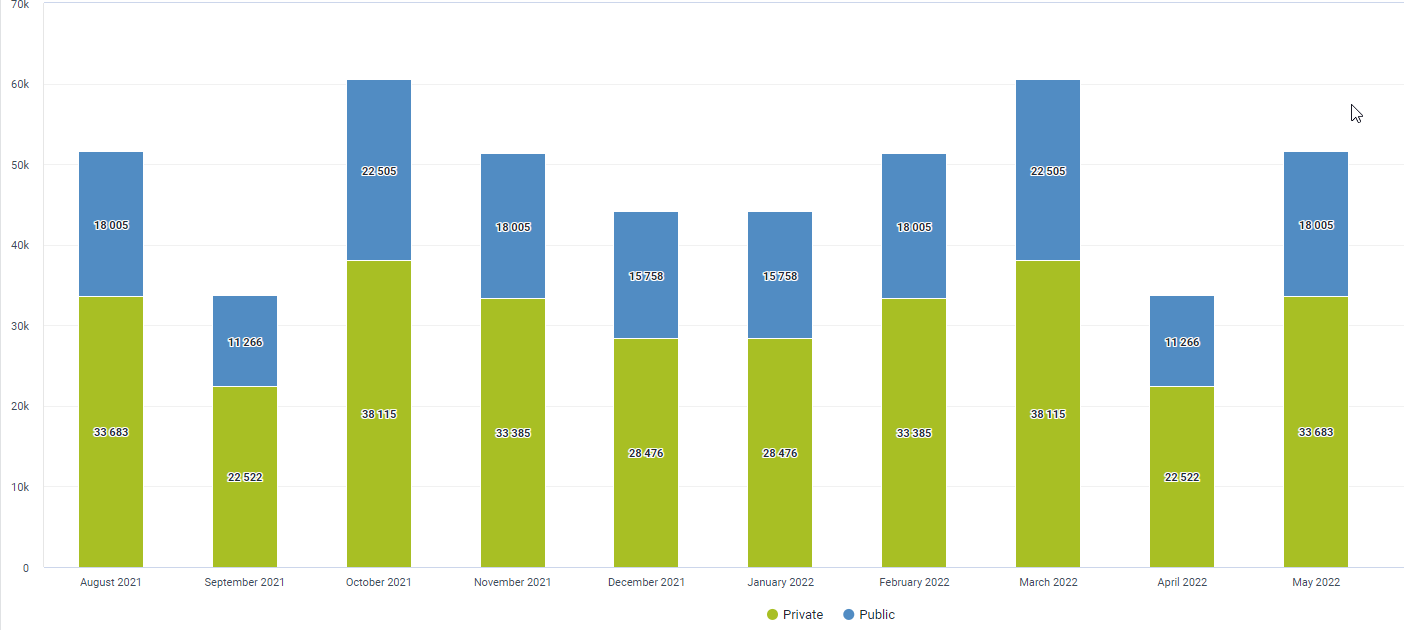 70k
60k
50k
40k
30k
20k
10k
0
22 505 22 505
18 005 18 005 18 005 18 005
15 758 15 758
11 266 11 266
38 115 38 115
33 683 33 385 33 385 33 683
28 476 28 476
22 522 22 522
August 2021 September 2021 October 2021 November 2021 December 2021 January 2022 February 2022 March 2022 April 2022 May 2022
Private Public